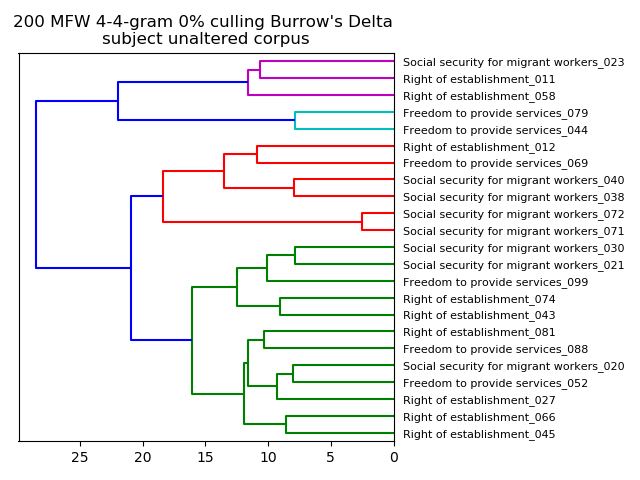 200 MFW 4-4-gram 0% culling Burrow's Delta
subject unaltered corpus
Social security for migrant workers_023
Right of establishment_011
Right of establishment_058
Freedom to provide services_079
Freedom to provide services_044
Right of establishment_012
Freedom to provide services_069
Social security for migrant workers_040
Social security for migrant workers_038
Social security for migrant workers_072
Social security for migrant workers_071
Social security for migrant workers_030
Social security for migrant workers_021
Freedom to provide services_099
Right of establishment_074
Right of establishment_043
Right of establishment_081
Freedom to provide services_088
Social security for migrant workers_020
Freedom to provide services_052
Right of establishment_027
Right of establishment_066
Right of establishment_045
25 20 15 10 5 0